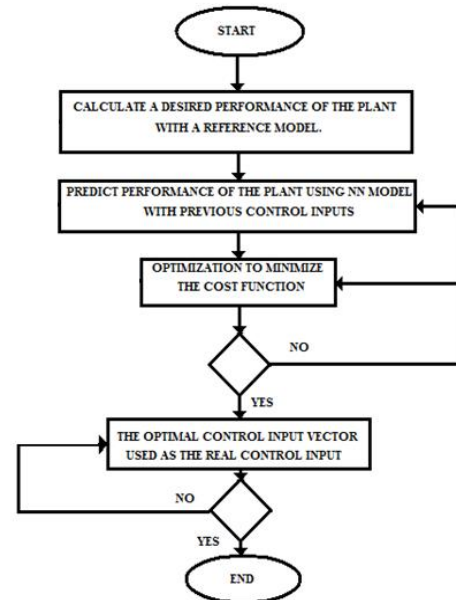 START
CALCULATE A DESIRED PERFORMANCE OF THE PLANT
WITH A REFERENCE MODEL.
PREDICT PERFORMANCE OF THE PLANT USING NN MODEL
WITH PREVIOUS CONTROL INPUTS
OPTIMIZATION TO MINIMIZE
THE COST FUNCTION
NO
YES
THE OPTIMAL CONTROL INPUT VECTOR
USED AS THE REAL CONTROL INPUT
NO
YES
END